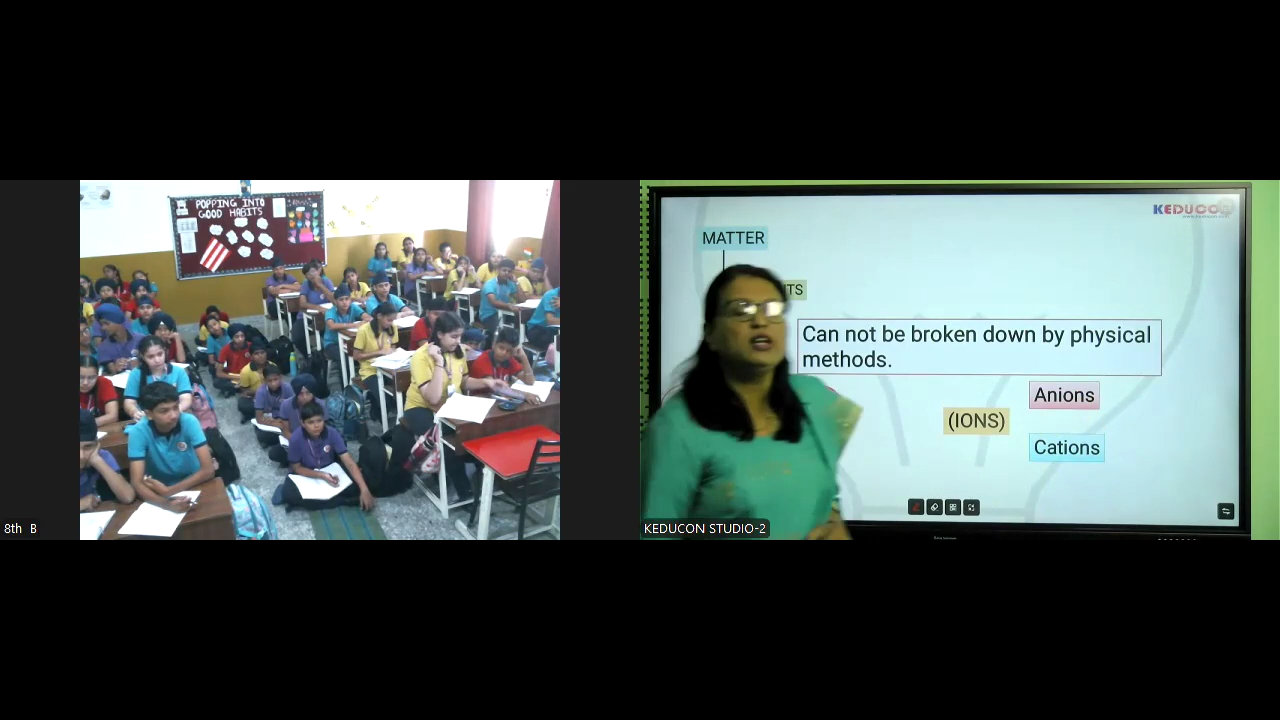 POPPING INTO
GOOD HABITS
8th B
KEDUCON
MATTER
TS
Can not be broken down by physical
methods.
Anions
(IONS)
Cations
KEDUCON STUDIO-2